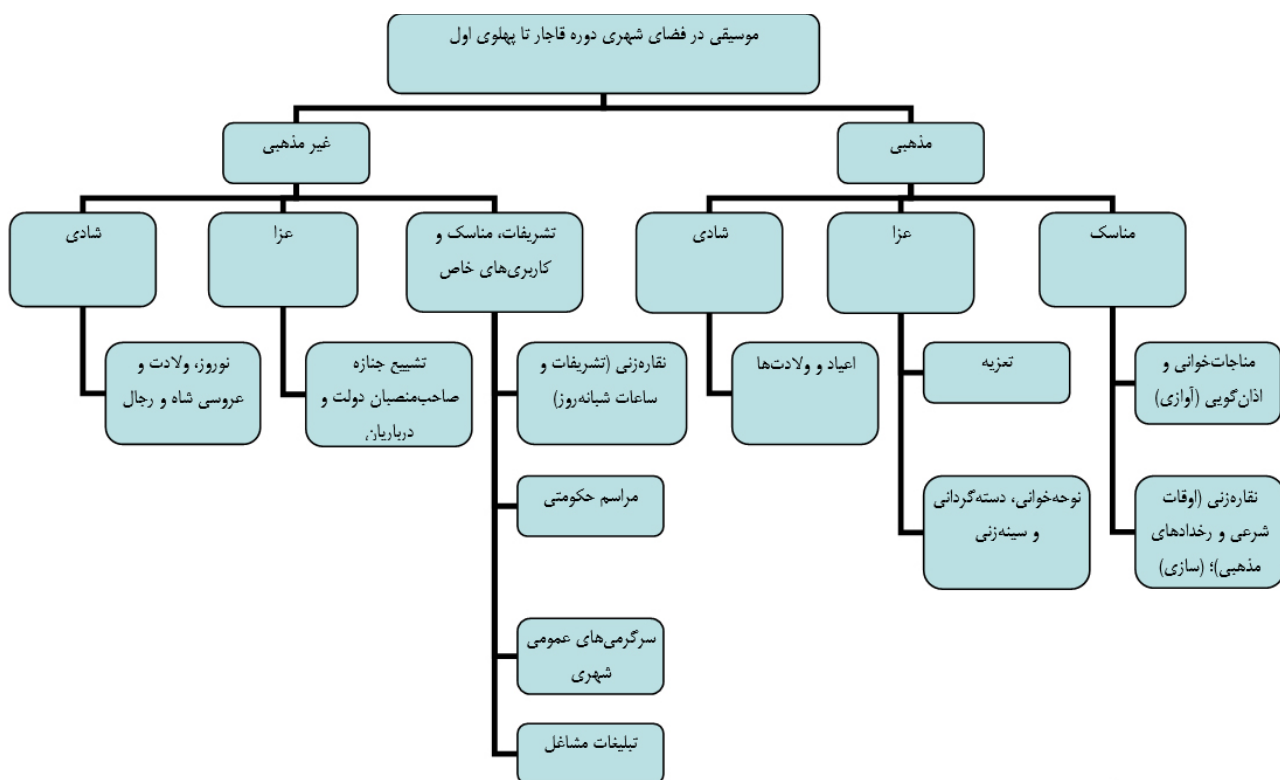 موسیقی در فضای شهری دوره قاجار تا پهلوی اول
مذهبی
غیر مذهبی
مناسک
عزا
شادی
تشریفات، مناسک و
کاربری‌های خاص
عزا
شادی
مناجات‌خوانی و
اذان‌گویی (آوازی)
نقاره‌زنی (اوقات
شرعی و رخدادهای
مذهبی)؛ (سازی)
تعزیه
نوحه‌خوانی، دسته‌گردانی
و سینه‌زنی
اعیاد و ولادت‌ها
نقاره‌زنی (تشریفات و
ساعات شبانه‌روز)
مراسم حکومتی
سرگرمی‌های عمومی
شهری
تبلیغات مشاغل
تشییع جنازه
صاحب‌منصبان دولت و
درباریان
نوروز، ولادت و
عروسی شاه و رجال